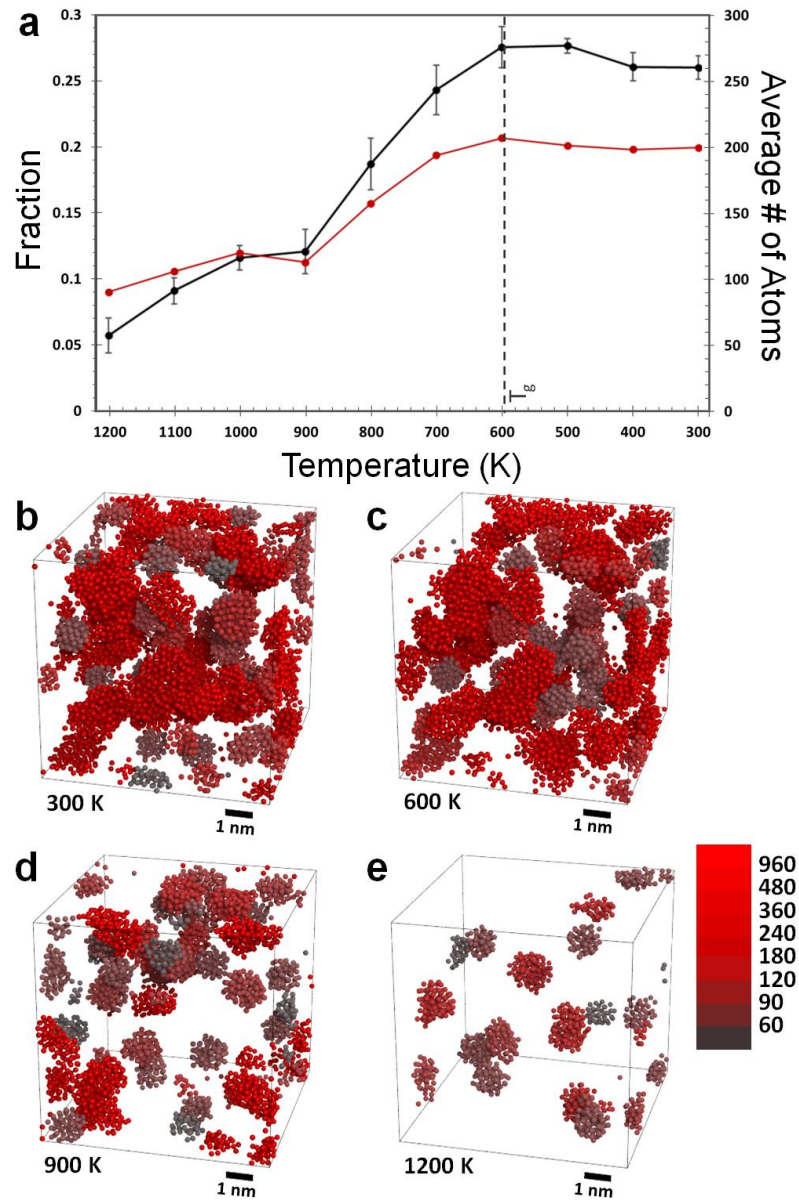 a
0.3
0.25
0.2
0.15
0.1
0.05
0
Fraction
300
250
200
150
100
50
0
Average # of Atoms
Tg
1200 1100 1000 900 800 700 600 500 400 300
Temperature (K)
b
300 K
1 nm
c
600 K
1 nm
d
900 K
1 nm
e
1200 K
1 nm
960
480
360
240
180
120
90
60